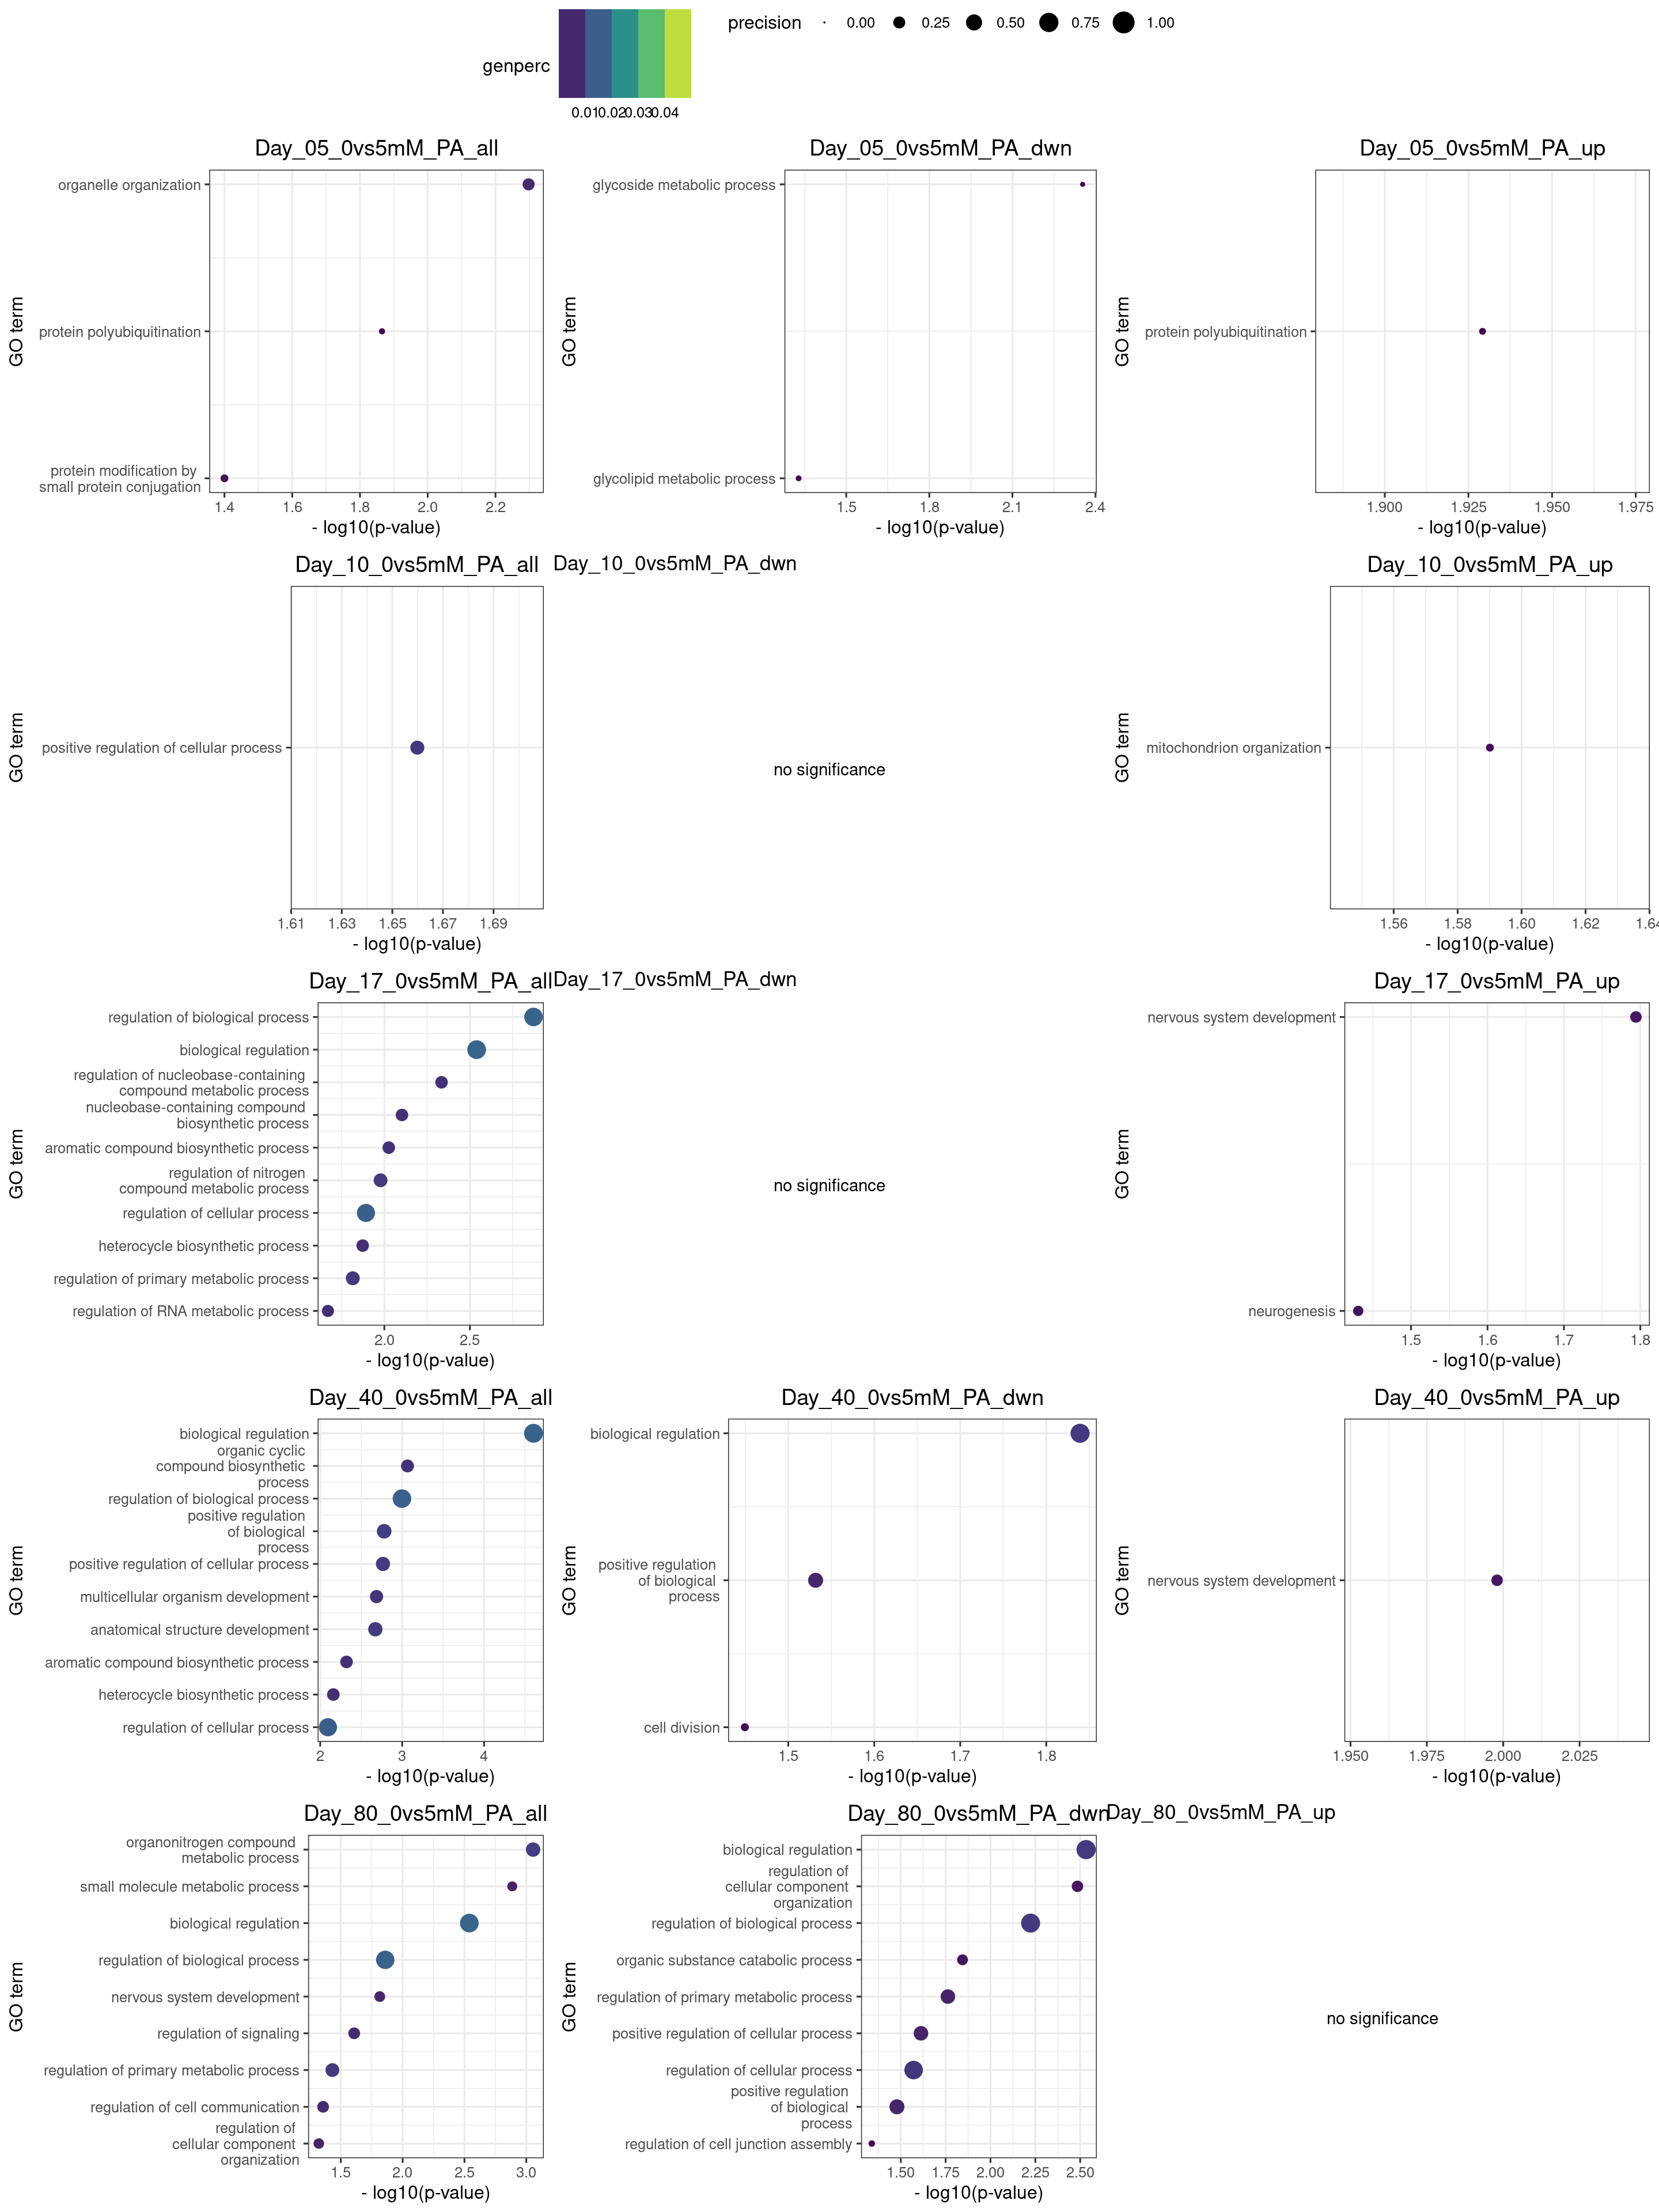 precision 0.00 0.25 0.50 0.75 1.00
genperc
0.01 0.02 0.03 0.04
Day_05_0vs5mM_PA_all
organelle organization
protein polyubiquitination
protein modification by
small protein conjugation
GO term
1.4 1.6 1.8 2.0 2.2
- log10(p-value)
Day_05_0vs5mM_PA_dwn
glycoside metabolic process
glycolipid metabolic process
GO term
1.5 1.8 2.1 2.4
- log10(p-value)
Day_05_0vs5mM_PA_up
protein polyubiquitination
GO term
1.900 1.925 1.950 1.975
- log10(p-value)
Day_10_0vs5mM_PA_all
positive regulation of cellular process
GO term
1.61 1.63 1.65 1.67 1.69
- log10(p-value)
Day_10_0vs5mM_PA_dwn
no significance
Day_10_0vs5mM_PA_up
mitochondrion organization
GO term
1.56 1.58 1.60 1.62 1.64
- log10(p-value)
Day_17_0vs5mM_PA_all
regulation of biological process
biological regulation
regulation of nucleobase-containing
compound metabolic process
nucleobase-containing compound
biosynthetic process
aromatic compound biosynthetic process
regulation of nitrogen
compound metabolic process
regulation of cellular process
heterocycle biosynthetic process
regulation of primary metabolic process
regulation of RNA metabolic process
GO term
2.0 2.5
- log10(p-value)
Day_17_0vs5mM_PA_dwn
no significance
Day_17_0vs5mM_PA_up
nervous system development
neurogenesis
GO term
1.5 1.6 1.7 1.8
- log10(p-value)
Day_40_0vs5mM_PA_all
biological regulation
organic cyclic
compound biosynthetic
process
regulation of biological process
positive regulation
of biological
process
positive regulation of cellular process
multicellular organism development
anatomical structure development
aromatic compound biosynthetic process
heterocycle biosynthetic process
regulation of cellular process
GO term
2 3 4
- log10(p-value)
Day_40_0vs5mM_PA_dwn
biological regulation
positive regulation
of biological
process
cell division
GO term
1.5 1.6 1.7 1.8
- log10(p-value)
Day_40_0vs5mM_PA_up
nervous system development
GO term
1.950 1.975 2.000 2.025
- log10(p-value)
Day_80_0vs5mM_PA_all
organonitrogen compound
metabolic process
small molecule metabolic process
biological regulation
regulation of biological process
nervous system development
regulation of signaling
regulation of primary metabolic process
regulation of cell communication
regulation of
cellular component
organization
GO term
1.5 2.0 2.5 3.0
- log10(p-value)
Day_80_0vs5mM_PA_dwn
biological regulation
regulation of
cellular component
organization
regulation of biological process
organic substance catabolic process
regulation of primary metabolic process
positive regulation of cellular process
regulation of cellular process
positive regulation
of biological
process
regulation of cell junction assembly
GO term
1.50 1.75 2.00 2.25 2.50
- log10(p-value)
Day_80_0vs5mM_PA_up
no significance